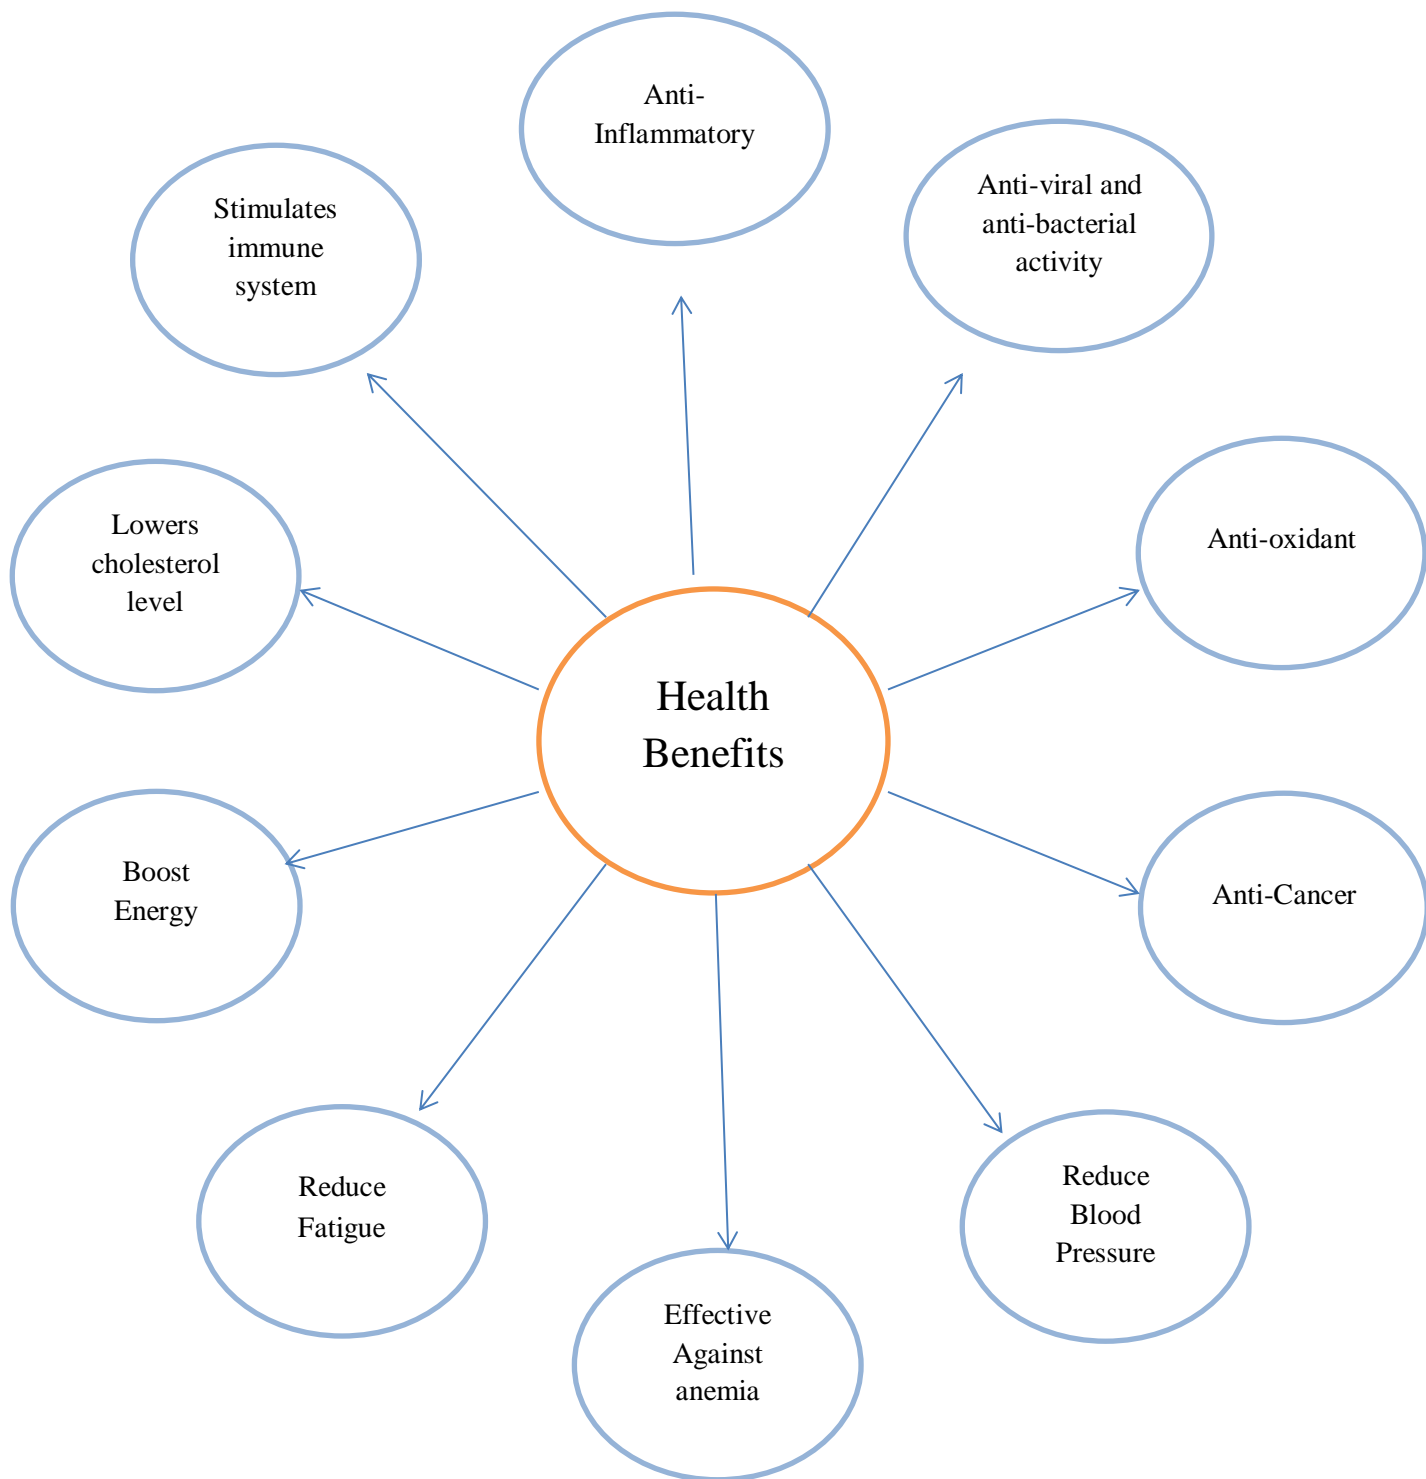 Anti-
Inflammatory
Anti-viral and
anti-bacterial
activity
Stimulates
immune
system
Lowers
cholesterol
level
Anti-oxidant
Health
Benefits
Boost
Energy
Anti-Cancer
Reduce
Fatigue
Reduce
Blood
Pressure
Effective
Against
anemia